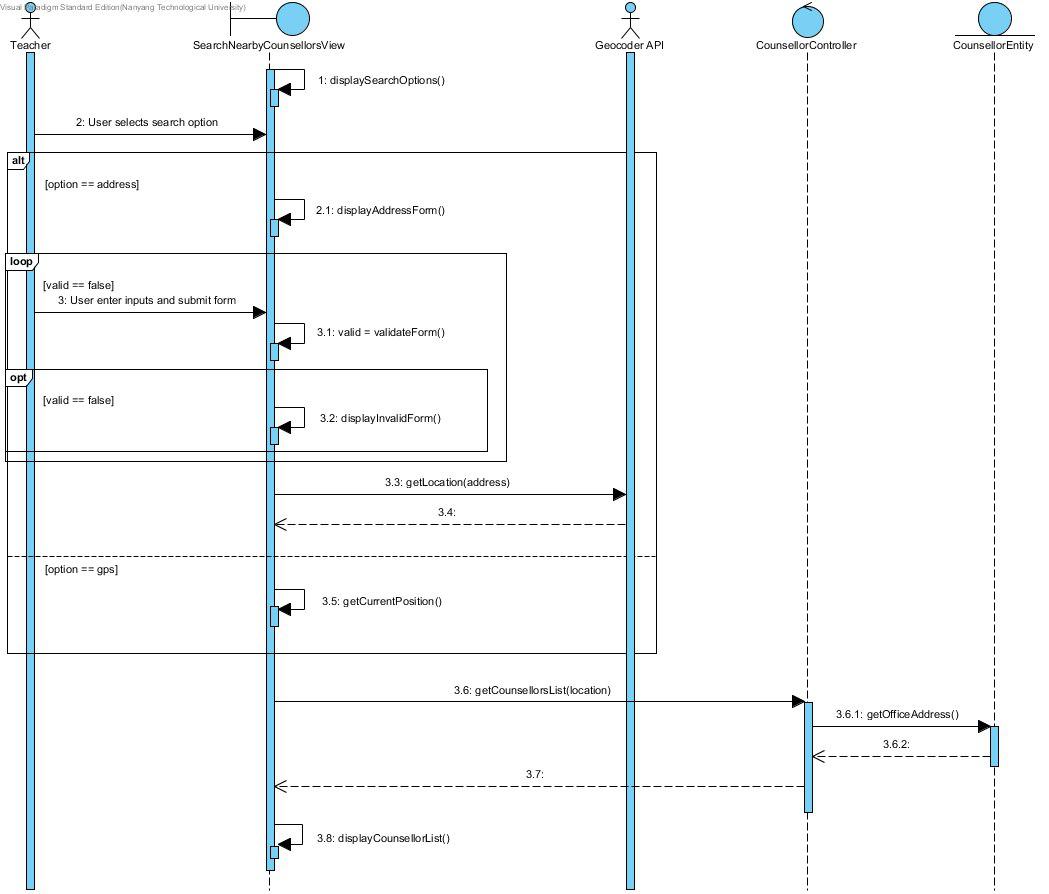 Visual Paradigm Standard Edition(Nanyang Technological University)
Teacher
SearchNearbyCounsellorsView
Geocoder API
CounsellorController
CounsellorEntity
1: displaySearchOptions()
2: User selects search option
alt
[option == address]
2.1: displayAddressForm()
loop
[valid == false]
3: User enter inputs and submit form
3.1: valid = validateForm()
opt
[valid == false]
3.2: displayInvalidForm()
3.3: getLocation(address)
3.4:
[option == gps]
3.5: getCurrentPosition()
3.6: getCounsellorsList(location)
3.6.1: getOfficeAddress()
3.6.2:
3.7:
3.8: displayCounsellorList()